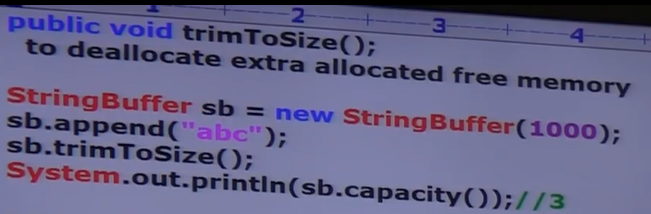 1 2 3 4
public void trimToSize();
to deallocate extra allocated free memory
StringBuffer sb = new StringBuffer(1000);
sb.append("abc");
sb.trimToSize();
System.out.println(sb.capacity());//3